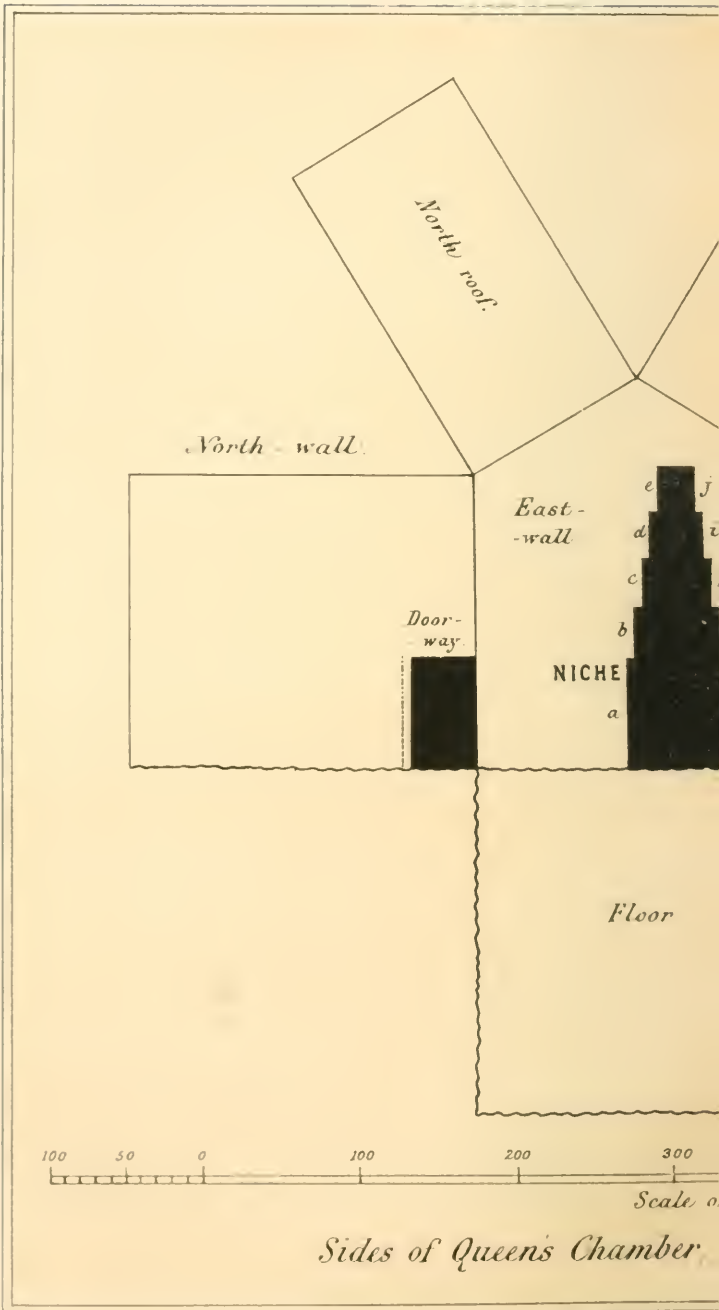 North roof.
North - wall.
East-
-wall
e
j
d
i
c
b
Door-
way.
NICHE
a
Floor
100 50 0 100 200 300
Scale
Sides of Queen's Chamber